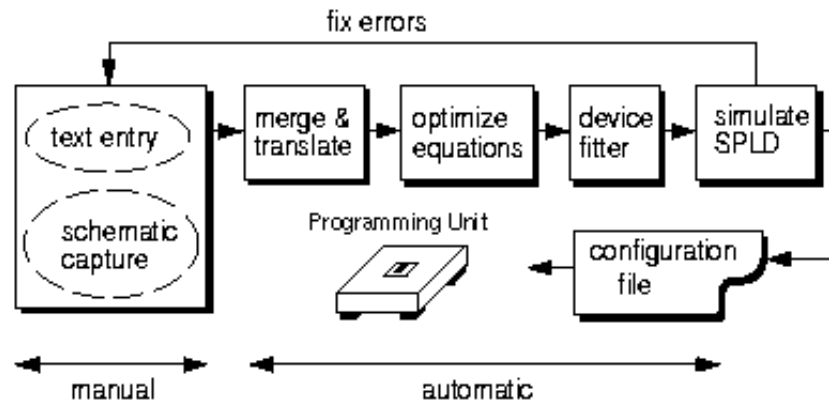 fix errors
text entry
schematic
capture
merge &
translate
optimize
equations
device
fitter
simulate
SPLD
Programming Unit
configuration
file
manual
automatic